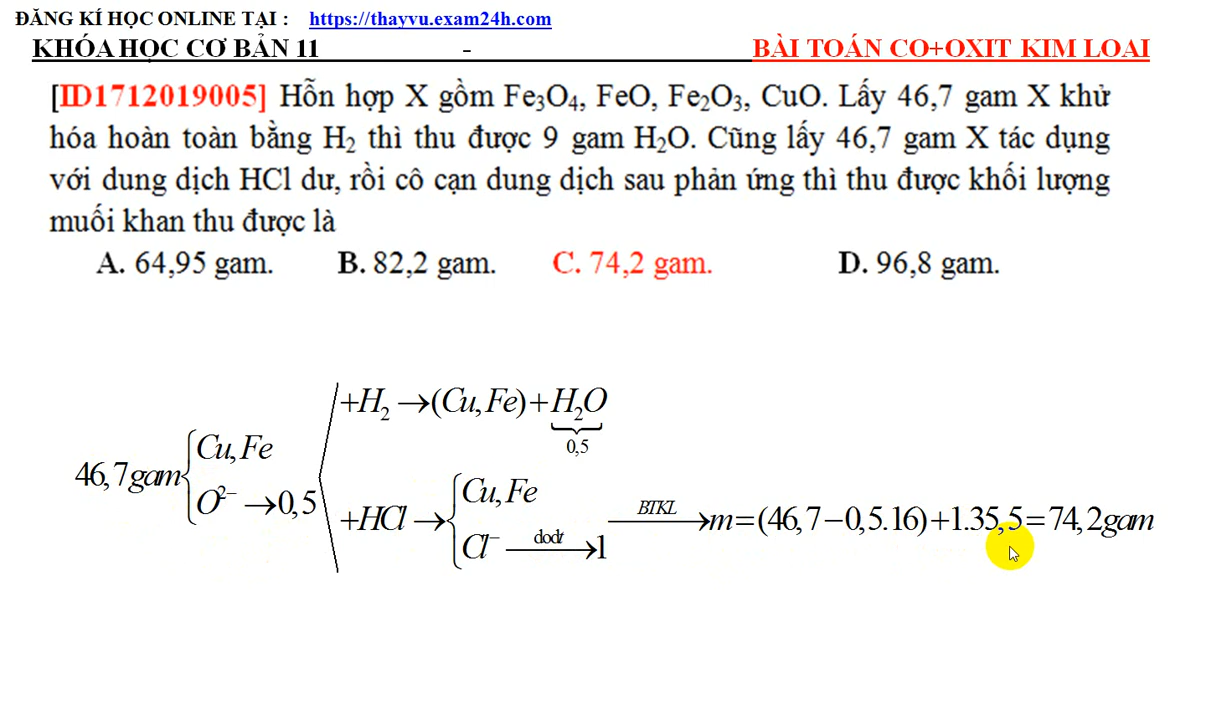 ĐĂNG KÍ HỌC ONLINE TẠI : https://thayvu.exam24h.com
KHÓA HỌC CƠ BẢN 11 - BÀI TOÁN CO+OXIT KIM LOAI
[ID1712019005] Hỗn hợp X gồm Fe₃O₄, FeO, Fe₂O₃, CuO. Lấy 46,7 gam X khử
hóa hoàn toàn bằng H₂ thì thu được 9 gam H₂O. Cũng lấy 46,7 gam X tác dụng
với dung dịch HCl dư, rồi cô cạn dung dịch sau phản ứng thì thu được khối lượng
muối khan thu được là
A. 64,95 gam. B. 82,2 gam. C. 74,2 gam. D. 96,8 gam.
+H₂→(Cu,Fe)+H₂O
0,5
46,7gam{Cu,Fe
O²⁻→0,5
+HCl→{Cu,Fe
Cl⁻ dodt→1
BTKL→m=(46,7−0,5.16)+1.35,5=74,2gam